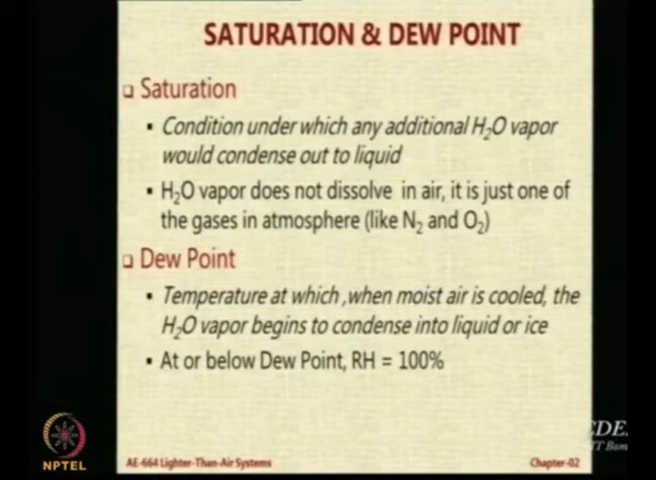 SATURATION & DEW POINT
❑ Saturation
▪ Condition under which any additional H₂O vapor
would condense out to liquid
▪ H₂O vapor does not dissolve in air, it is just one of
the gases in atmosphere (like N₂ and O₂)
❑ Dew Point
▪ Temperature at which ,when moist air is cooled, the
H₂O vapor begins to condense into liquid or ice
▪ At or below Dew Point, RH = 100%
NPTEL
AE-664 Lighter-Than-Air Systems
Chapter-02